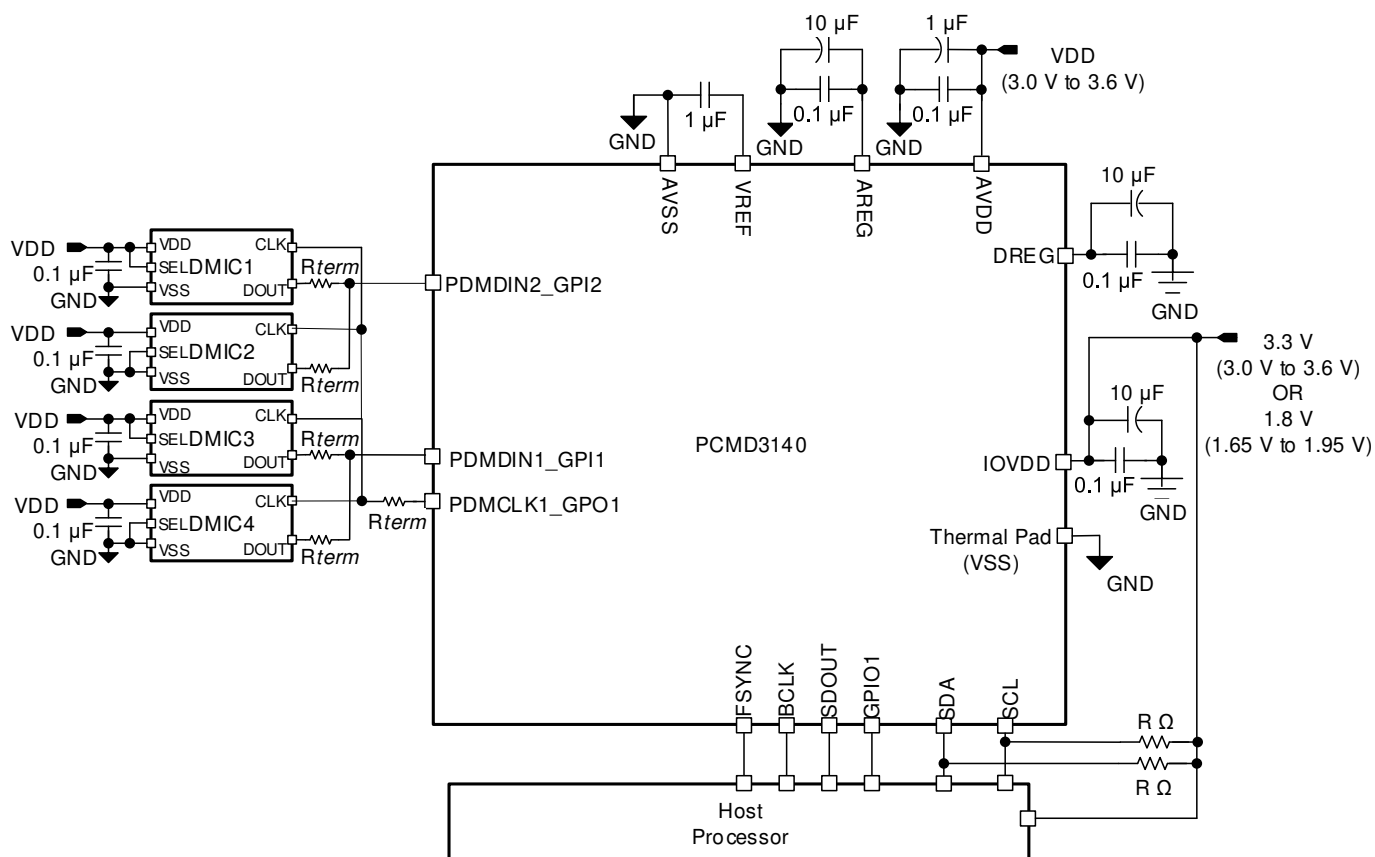 10 µF
1 µF
VDD
(3.0 V to 3.6 V)
0.1 µF
0.1 µF
1 µF
GND
GND
GND
AVSS
VREF
AREG
AVDD
10 µF
DREG
0.1 µF
GND
VDD
0.1 µF
GND
VDD
SEL
VSS
DMIC1
CLK
DOUT
Rterm
PDMDIN2_GPI2
VDD
0.1 µF
GND
VDD
SEL
VSS
DMIC2
CLK
DOUT
Rterm
3.3 V
(3.0 V to 3.6 V)
OR
1.8 V
(1.65 V to 1.95 V)
10 µF
IOVDD
0.1 µF
GND
PCMD3140
VDD
0.1 µF
GND
VDD
SEL
VSS
DMIC3
CLK
DOUT
Rterm
PDMDIN1_GPI1
VDD
0.1 µF
GND
VDD
SEL
VSS
DMIC4
CLK
DOUT
Rterm
Rterm
PDMCLK1_GPO1
Thermal Pad
(VSS)
GND
FSYNC
BCLK
SDOUT
GPIO1
SDA
SCL
R Ω
R Ω
Host
Processor